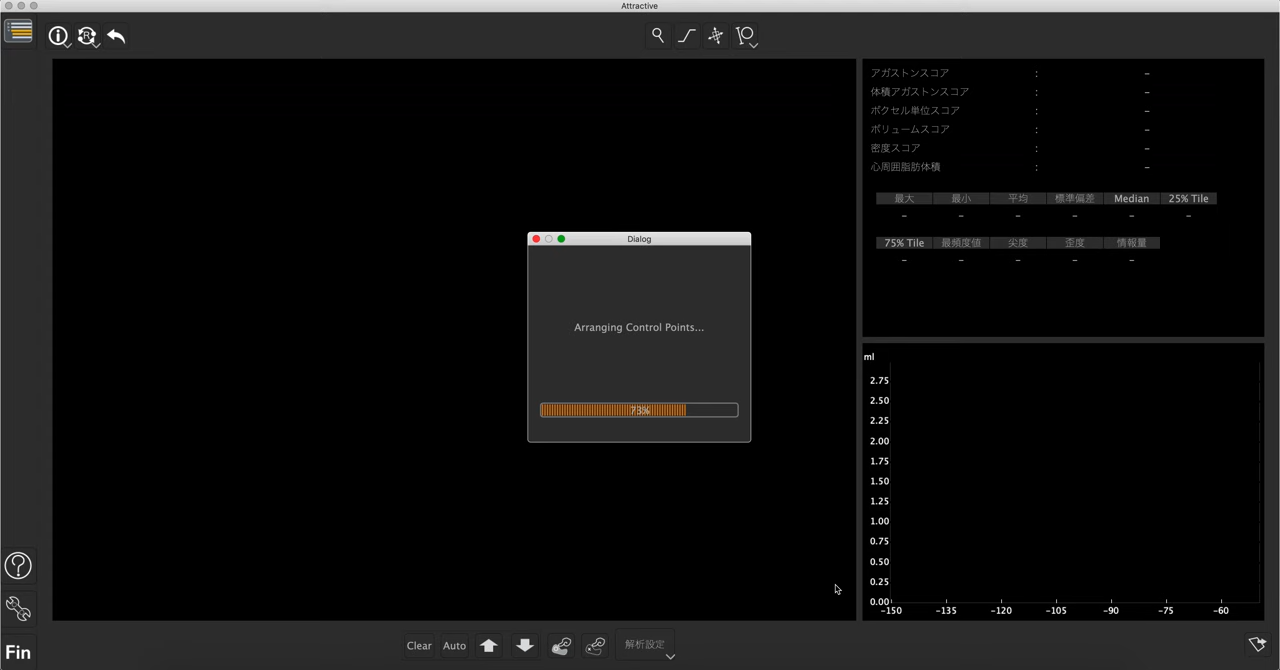 Attractive
アガストンスコア : –
体積アガストンスコア : –
ボクセル単位スコア : –
ボリュームスコア : –
密度スコア : –
心周囲脂肪体積 : –
最大 最小 平均 標準偏差 Median 25% Tile
– – – – – –
75% Tile 最頻度値 尖度 歪度 情報量
– – – – –
Dialog
Arranging Control Points...
73%
ml
2.75
2.50
2.25
2.00
1.75
1.50
1.25
1.00
0.75
0.50
0.25
0.00
-150 -135 -120 -105 -90 -75 -60
Clear Auto 解析設定
Fin